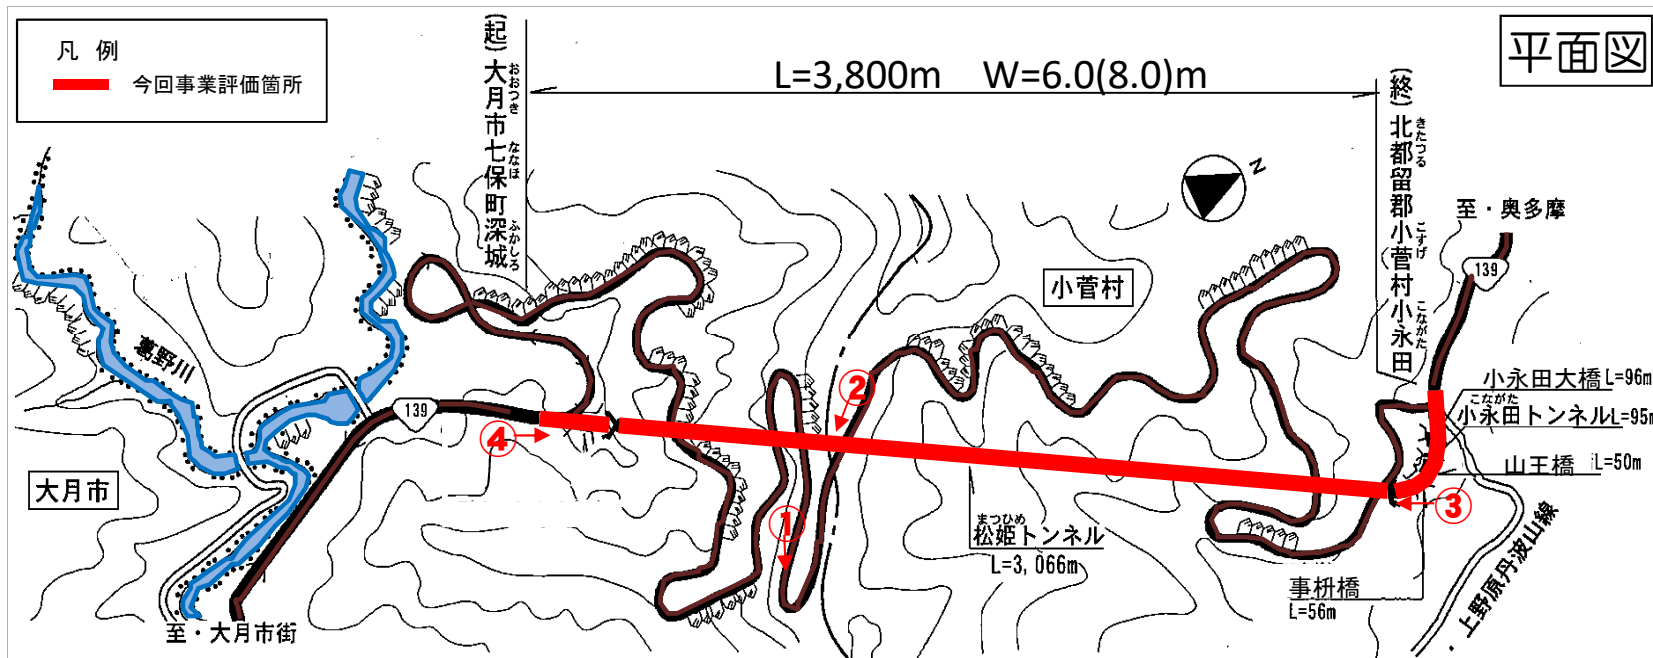 凡 例
今回事業評価箇所
平面図
L=3,800m W=6.0(8.0)m
(起)大月市七保町深城
おおつき
ななほ
ふかしろ
(終)北都留郡小菅村小永田
きたつる
こすげ
こながた
N
至・奥多摩
139
小菅村
葛野川
139
大月市
小永田大橋L=96m
こながた
小永田トンネルL=95m
山王橋 L=50m
①
②
③
④
まつひめ
松姫トンネル
L=3,066m
事枡橋
L=56m
上野原丹波山線
至・大月市街